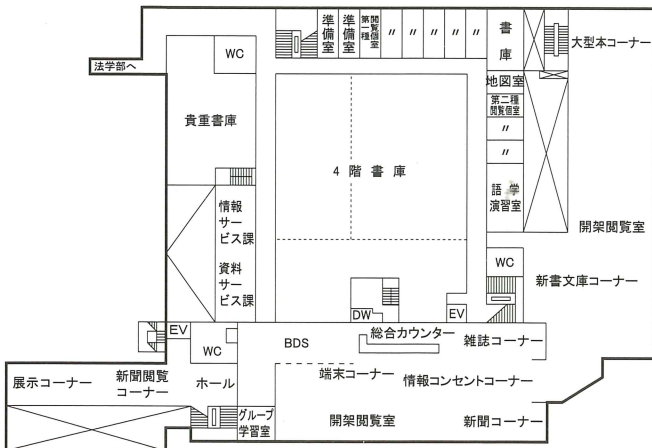 準備室
準備室
第一種閲覧個室
〃
〃
〃
〃
〃
書庫
大型本コーナー
WC
法学部へ
地図室
第二種
閲覧個室
〃
〃
貴重書庫
4階書庫
語学
演習室
情報
サー
ビス課
開架閲覧室
資料
サー
ビス課
WC
新書文庫コーナー
DW
EV
EV
WC
BDS
総合カウンター
雑誌コーナー
展示コーナー
新聞閲覧
コーナー
ホール
端末コーナー
情報コンセントコーナー
グループ
学習室
開架閲覧室
新聞コーナー